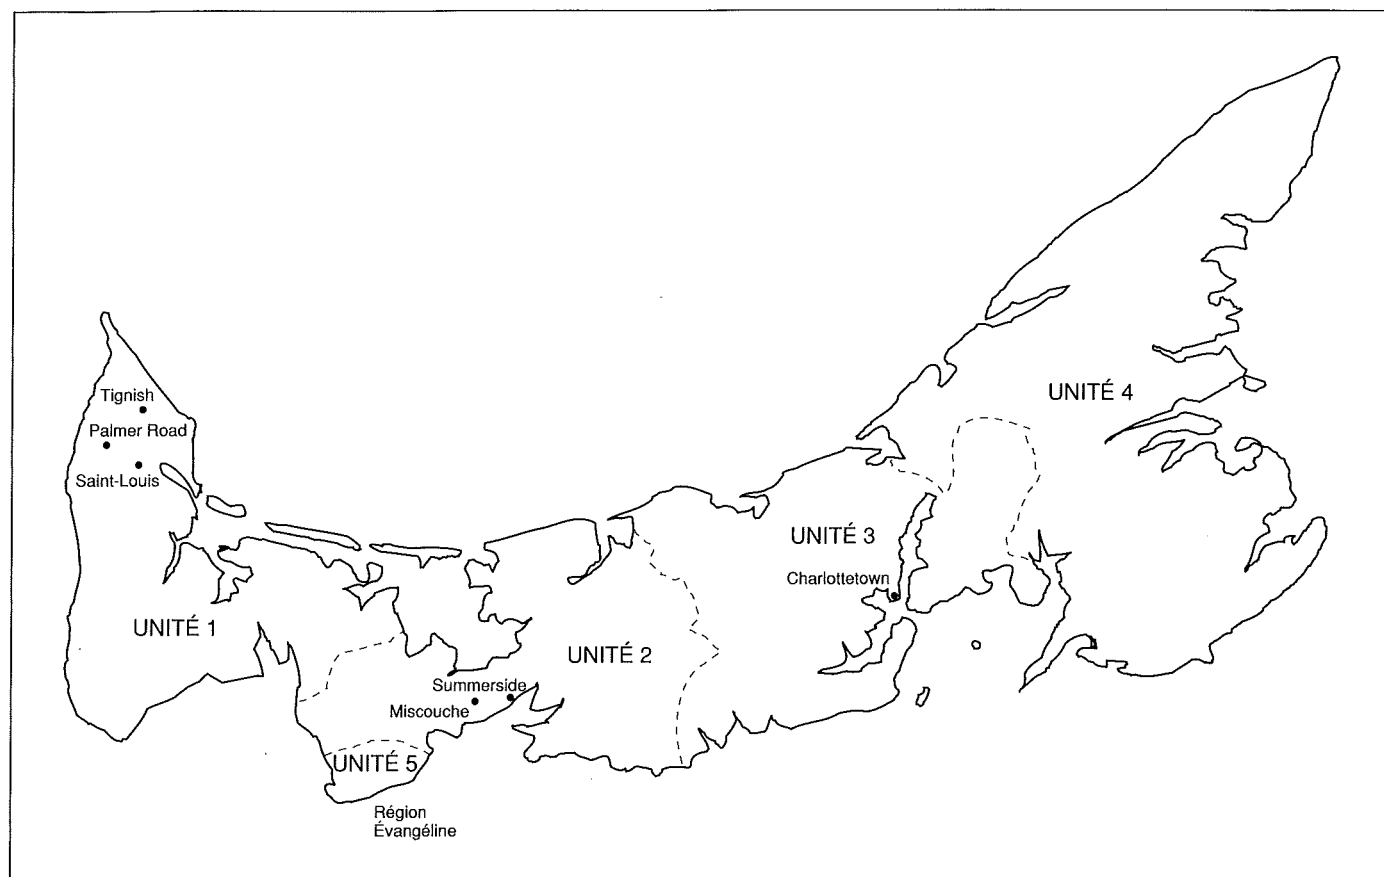 UNITÉ 4
Tignish
Palmer Road
Saint-Louis
UNITÉ 3
Charlottetown
UNITÉ 1
UNITÉ 2
Summerside
Miscouche
UNITÉ 5
Région
Évangéline